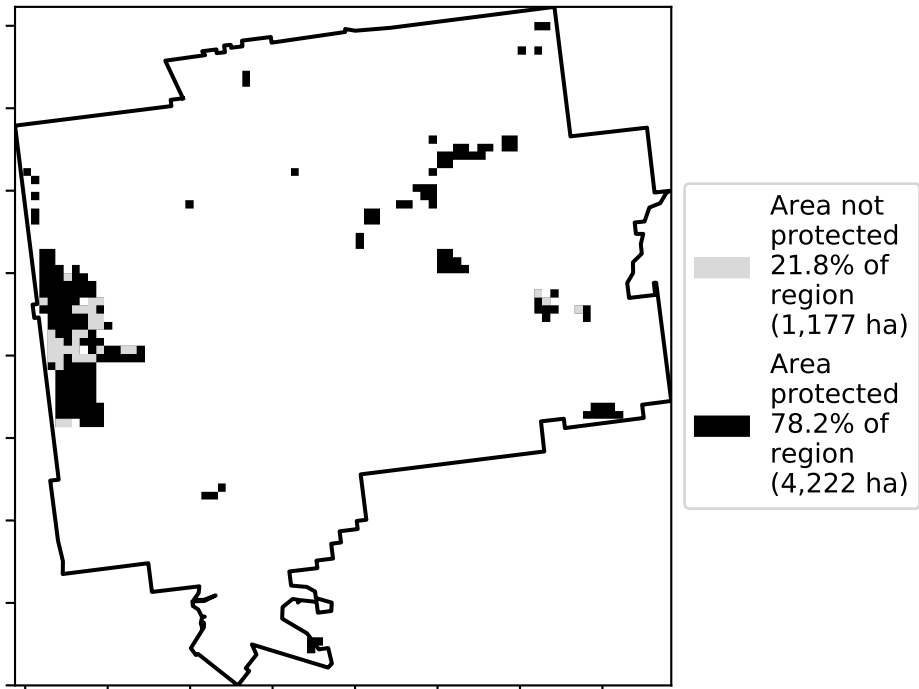 Area not
protected
21.8% of
region
(1,177 ha)
Area
protected
78.2% of
region
(4,222 ha)